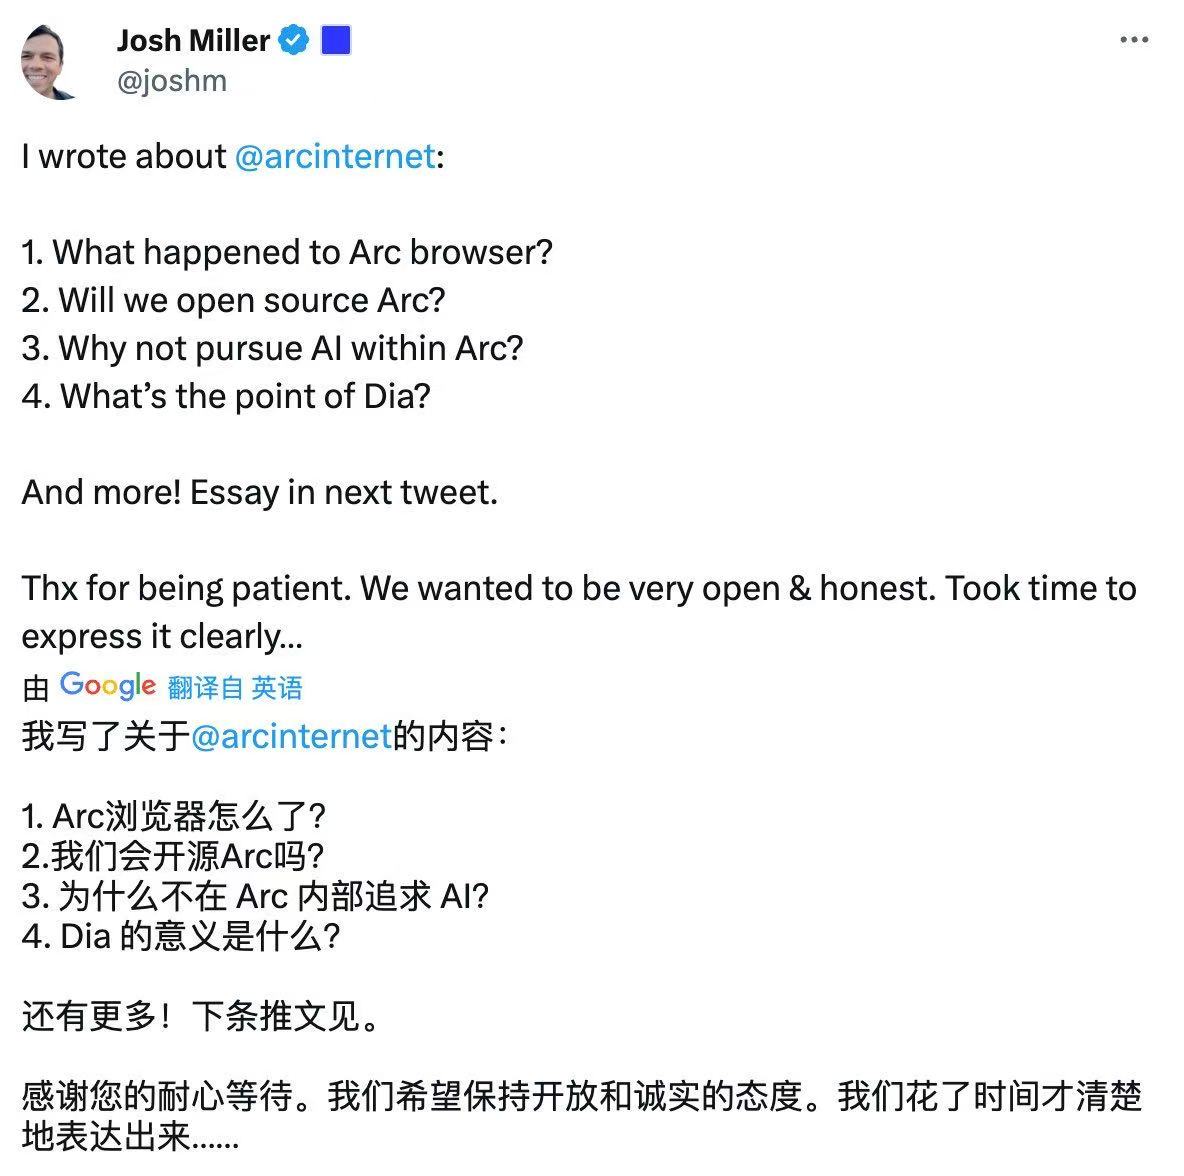 Josh Miller
@joshm
I wrote about @arcinternet:
1. What happened to Arc browser?
2. Will we open source Arc?
3. Why not pursue AI within Arc?
4. What’s the point of Dia?
And more! Essay in next tweet.
Thx for being patient. We wanted to be very open & honest. Took time to
express it clearly...
由 Google 翻译自 英语
我写了关于@arcinternet的内容：
1. Arc浏览器怎么了?
2.我们会开源Arc吗?
3. 为什么不在 Arc 内部追求 AI?
4. Dia 的意义是什么?
还有更多！下条推文见。
感谢您的耐心等待。我们希望保持开放和诚实的态度。我们花了时间才清楚
地表达出来......